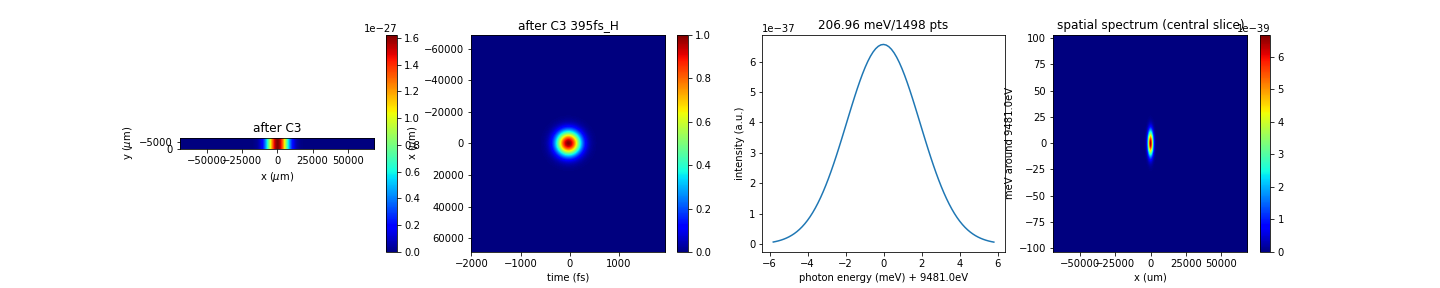 after C3
y (μm)
−5000
0
−50000−25000 0 25000 50000
x (μm)
1e−27
1.6
1.4
1.2
1.0
0.8
0.6
0.4
0.2
0.0
after C3 395fs_H
x (μm)
−60000
−40000
−20000
0
20000
40000
60000
−2000 −1000 0 1000
time (fs)
1.0
0.8
0.6
0.4
0.2
0.0
206.96 meV/1498 pts
1e−37
intensity (a.u.)
6
5
4
3
2
1
0
−6 −4 −2 0 2 4 6
photon energy (meV) + 9481.0eV
spatial spectrum (central slice)
1e−39
meV around 9481.0eV
100
75
50
25
0
−25
−50
−75
−100
−50000−25000 0 25000 50000
x (um)
6
5
4
3
2
1
0